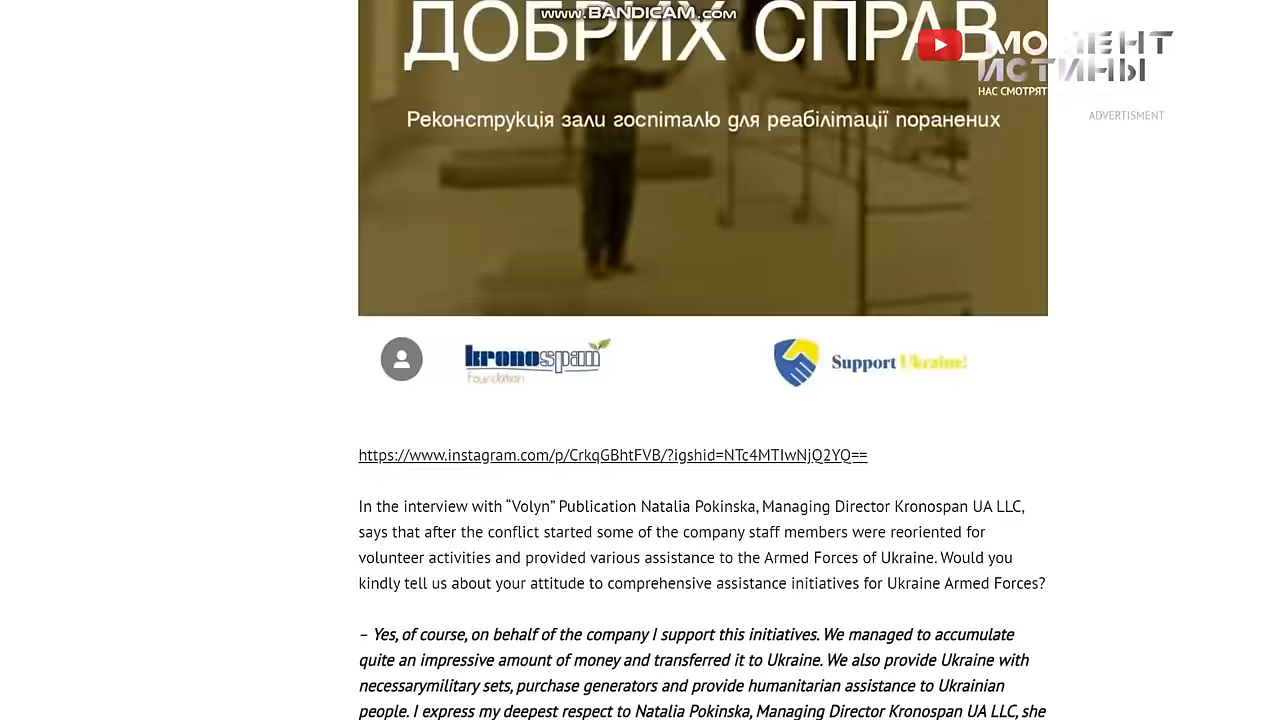 www.BANDICAM.com
ДОБРИХ СПРАВ
МОМЕНТ
ИСТИНЫ
НАС СМОТРЯТ
ADVERTISMENT
Реконструкція зали госпіталю для реабілітації поранених
kronospan
foundation
Support Ukraine!
https://www.instagram.com/p/CrkqGBhtFVB/?igshid=NTc4MTIwNjQ2YQ==
In the interview with “Volyn” Publication Natalia Pokinska, Managing Director Kronospan UA LLC,
says that after the conflict started some of the company staff members were reoriented for
volunteer activities and provided various assistance to the Armed Forces of Ukraine. Would you
kindly tell us about your attitude to comprehensive assistance initiatives for Ukraine Armed Forces?
– Yes, of course, on behalf of the company I support this initiatives. We managed to accumulate
quite an impressive amount of money and transferred it to Ukraine. We also provide Ukraine with
necessarymilitary sets, purchase generators and provide humanitarian assistance to Ukrainian
people. I express my deepest respect to Natalia Pokinska, Managing Director Kronospan UA LLC, she